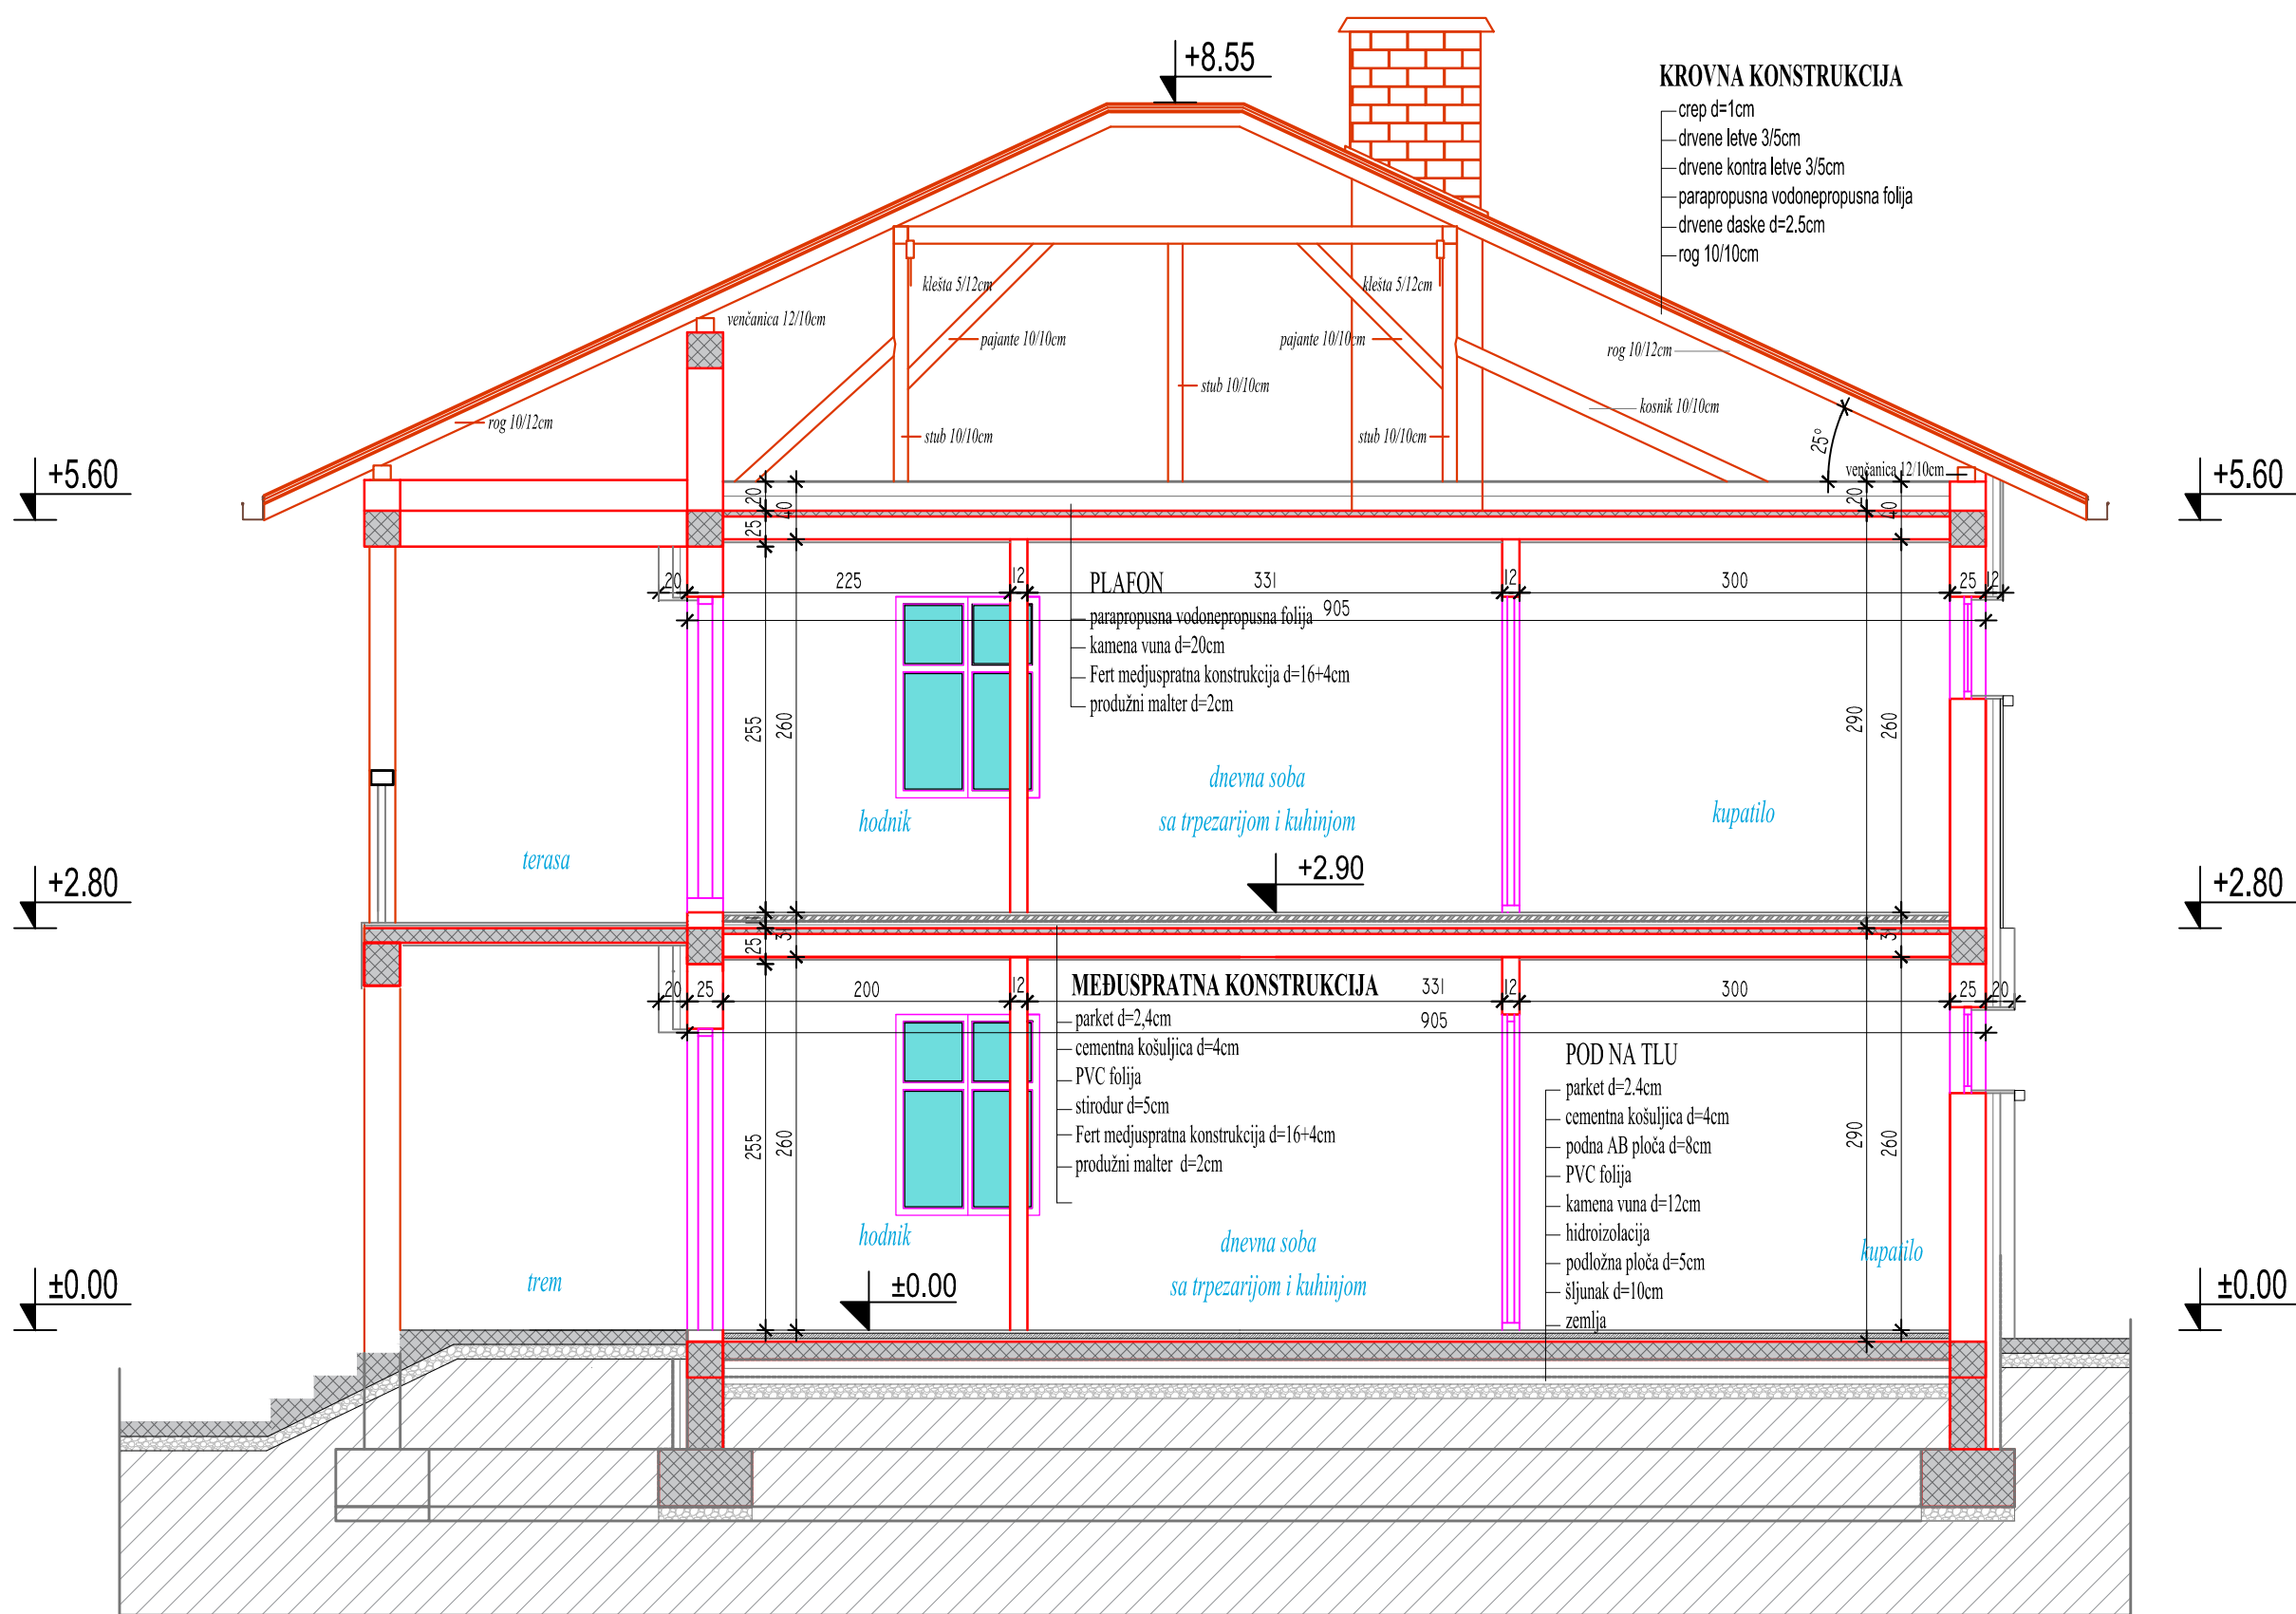 +8.55
KROVNA KONSTRUKCIJA
crep d=1cm
drvene letve 3/5cm
drvene kontra letve 3/5cm
parapropusna vodonepropusna folija
drvene daske d=2.5cm
rog 10/10cm
klešta 5/12cm
klešta 5/12cm
venčanica 12/10cm
pajante 10/10cm
pajante 10/10cm
rog 10/12cm
stub 10/10cm
kosnik 10/10cm
rog 10/12cm
stub 10/10cm
stub 10/10cm
25°
venčanica 12/10cm
+5.60
+5.60
20
40
25
20
40
20
225
12
331
12
300
25
12
905
PLAFON
parapropusna vodonepropusna folija
kamena vuna d=20cm
Fert medjuspratna konstrukcija d=16+4cm
produžni malter d=2cm
255
260
290
260
dnevna soba
sa trpezarijom i kuhinjom
hodnik
kupatilo
terasa
+2.90
+2.80
+2.80
11
25
31
31
20
25
200
12
331
12
300
25
20
905
MEĐUSPRATNA KONSTRUKCIJA
parket d=2,4cm
cementna košuljica d=4cm
PVC folija
stirodur d=5cm
Fert medjuspratna konstrukcija d=16+4cm
produžni malter d=2cm
POD NA TLU
parket d=2.4cm
cementna košuljica d=4cm
podna AB ploča d=8cm
PVC folija
kamena vuna d=12cm
hidroizolacija
podložna ploča d=5cm
šljunak d=10cm
zemlja
255
260
290
260
hodnik
dnevna soba
sa trpezarijom i kuhinjom
kupatilo
trem
±0.00
±0.00
±0.00